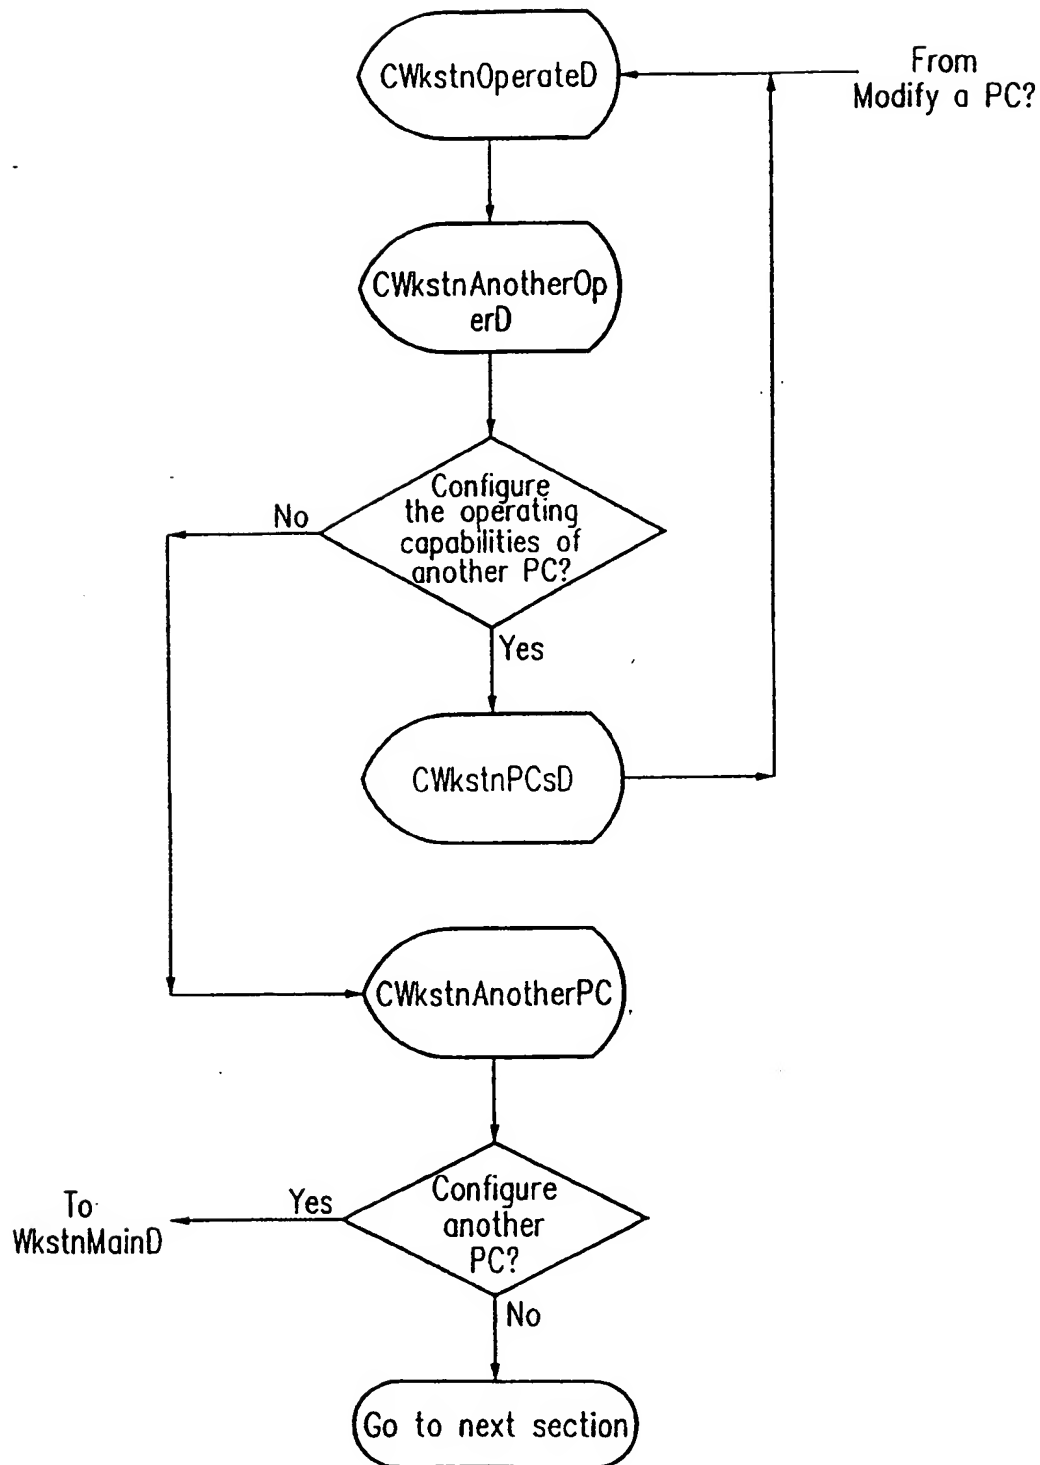 CWkstnOperateD
From
Modify a PC?
CWkstnAnotherOp
erD
Configure
the operating
capabilities of
another PC?
No
Yes
CWkstnPCsD
CWkstnAnotherPC
Configure
another
PC?
Yes
To
WkstnMainD
No
Go to next section